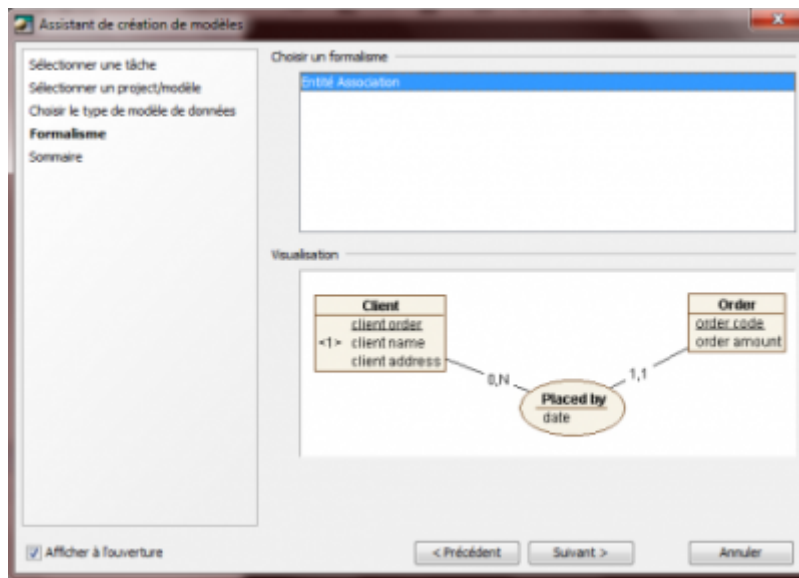 Assistant de création de modèles
Sélectionner une tâche
Sélectionner un project/modèle
Choisir le type de modèle de données
Formalisme
Sommaire
Choisir un formalisme
Entité Association
Visualisation
Client
client order
<1> client name
client address
Order
order code
order amount
0,N
1,1
Placed by
date
Afficher à l'ouverture
< Précédent
Suivant >
Annuler